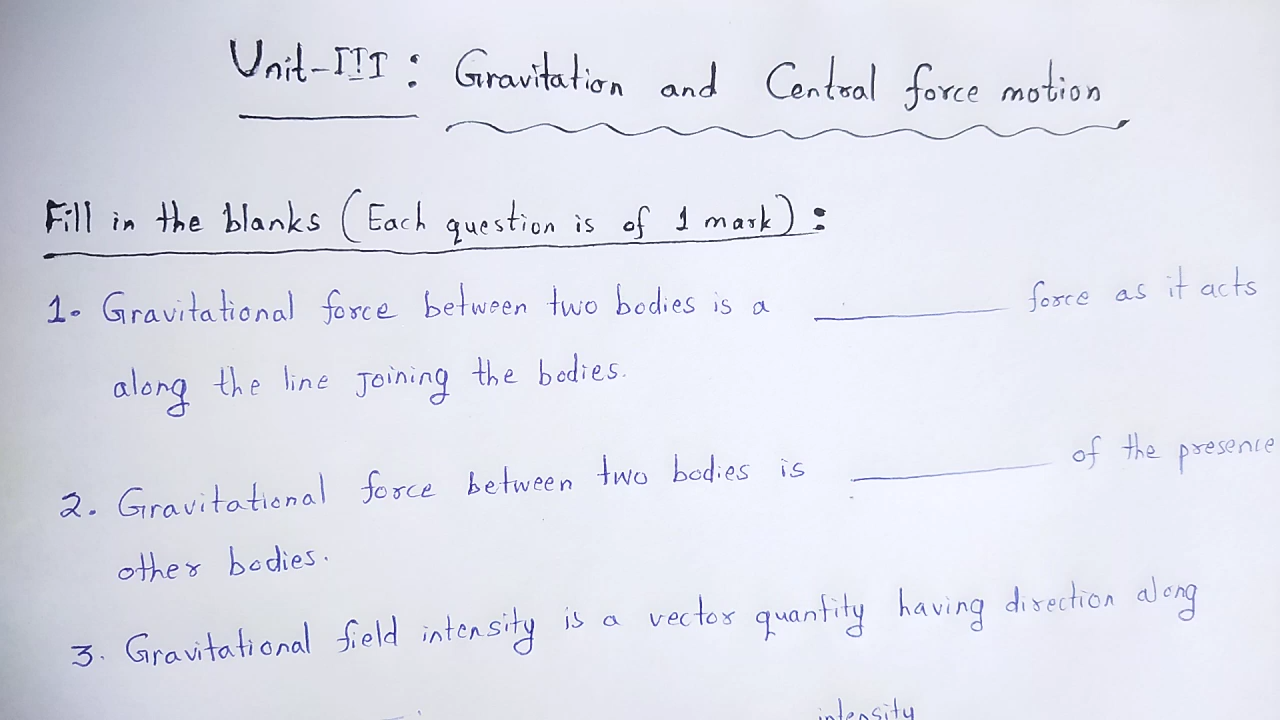 Unit-III : Gravitation and Central force motion
Fill in the blanks (Each question is of 1 mark) :
1. Gravitational force between two bodies is a ________ force as it acts
along the line joining the bodies.
2. Gravitational force between two bodies is ________ of the presence
other bodies.
3. Gravitational field intensity is a vector quantity having direction along
intensity